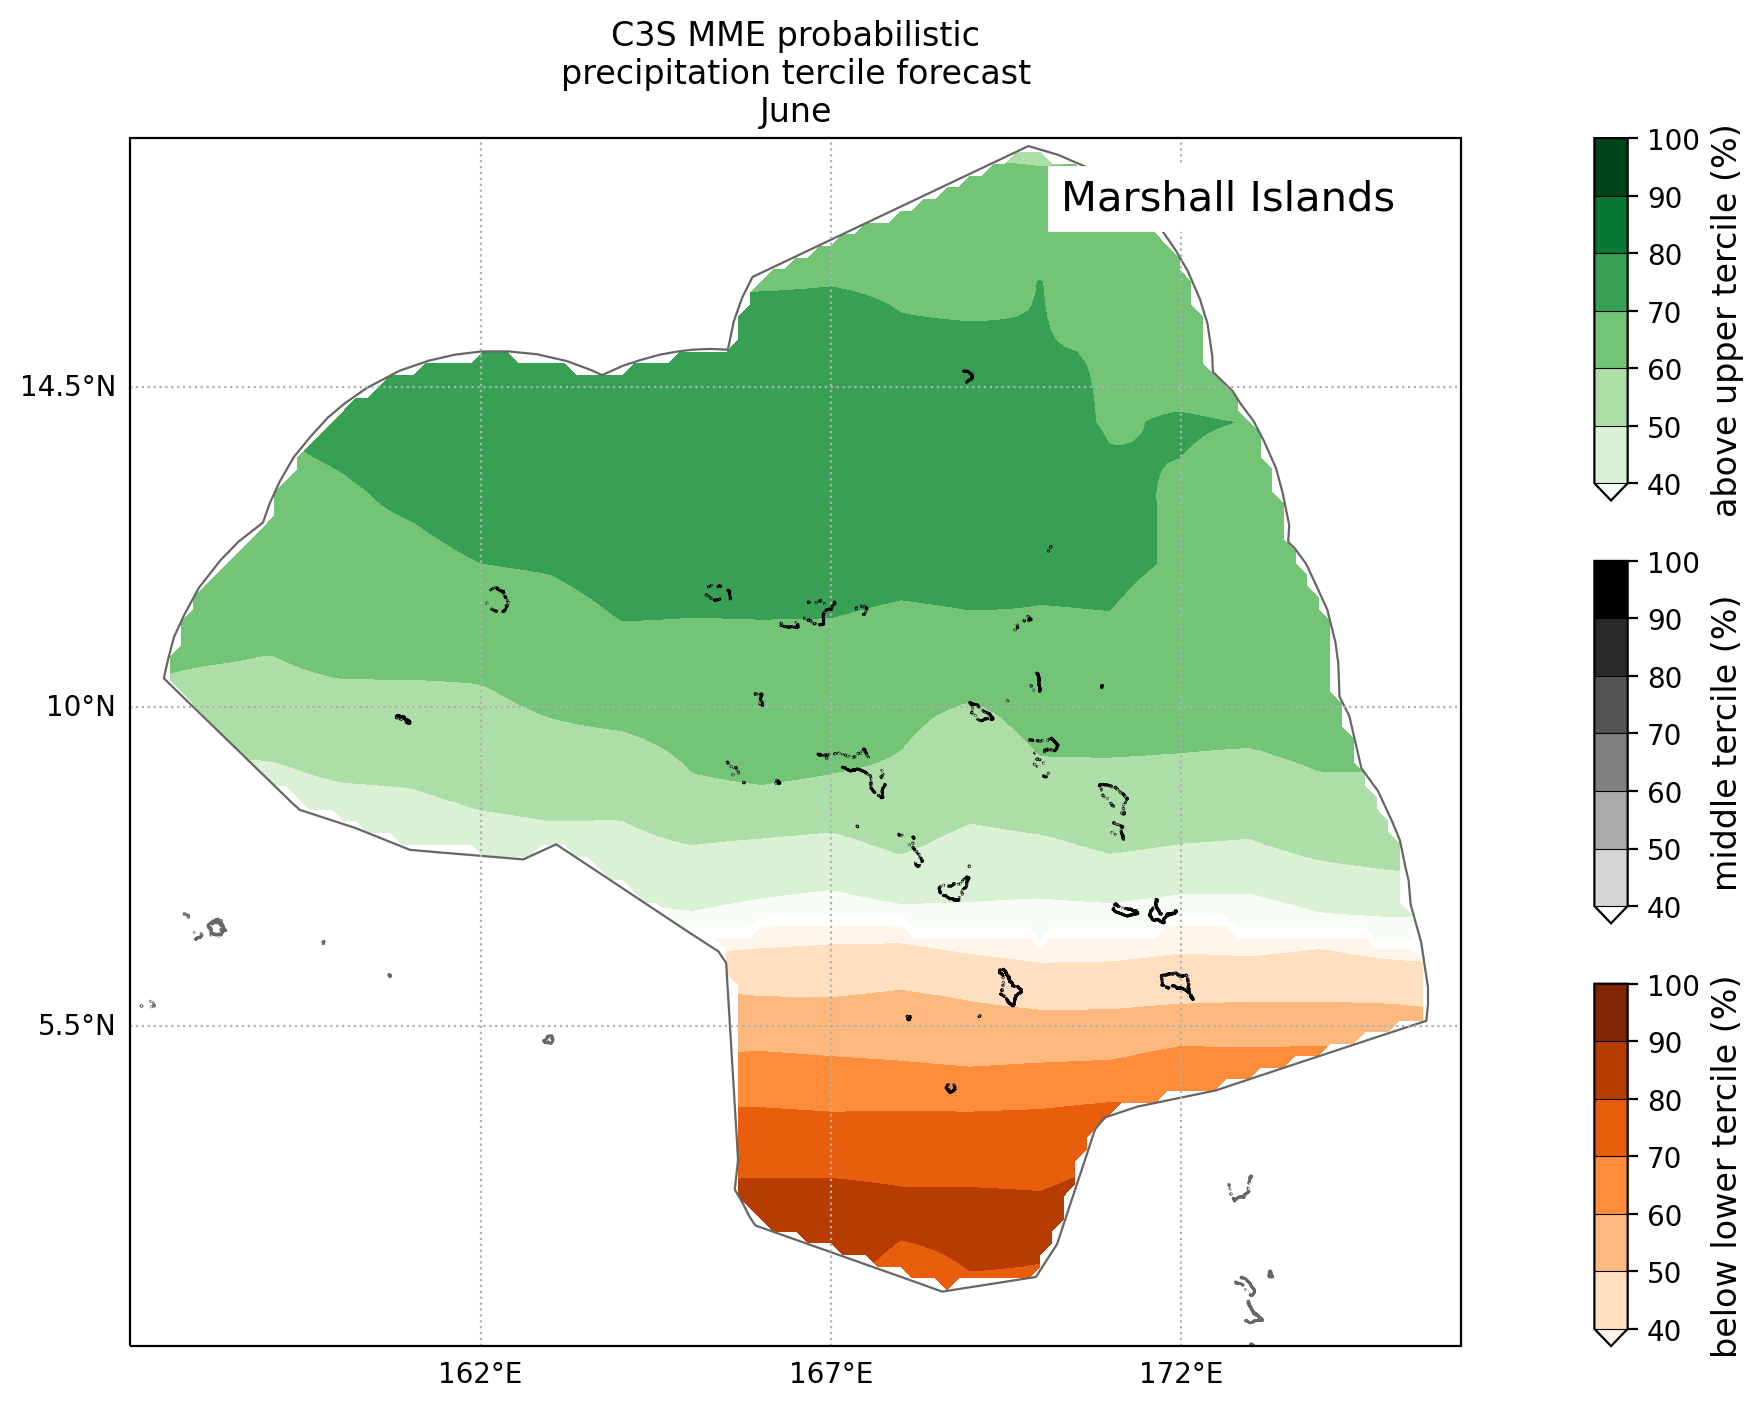 C3S MME probabilistic
precipitation tercile forecast
June
Marshall Islands
14.5°N
10°N
5.5°N
162°E
167°E
172°E
100
90
80
70
60
50
40
above upper tercile (%)
100
90
80
70
60
50
40
middle tercile (%)
100
90
80
70
60
50
40
below lower tercile (%)